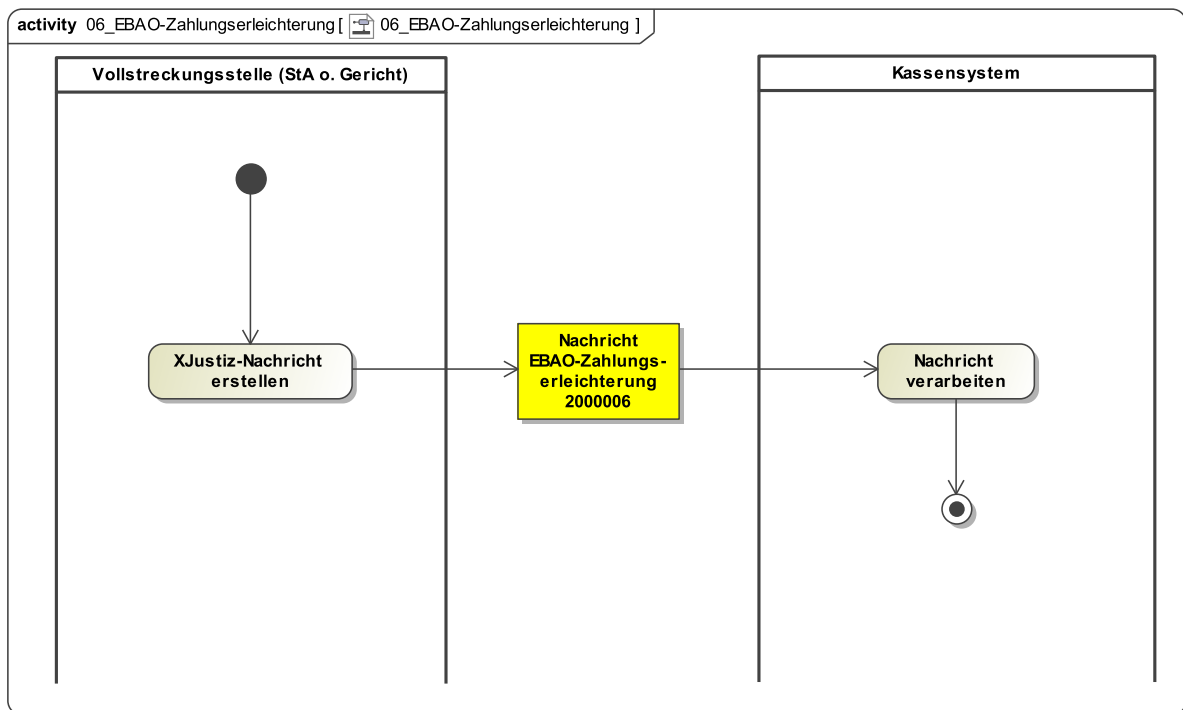 activity 06_EBAO-Zahlungserleichterung [ 06_EBAO-Zahlungserleichterung ]
Vollstreckungsstelle (StA o. Gericht)
Kassensystem
XJustiz-Nachricht
erstellen
Nachricht
EBAO-Zahlungs-
erleichterung
2000006
Nachricht
verarbeiten